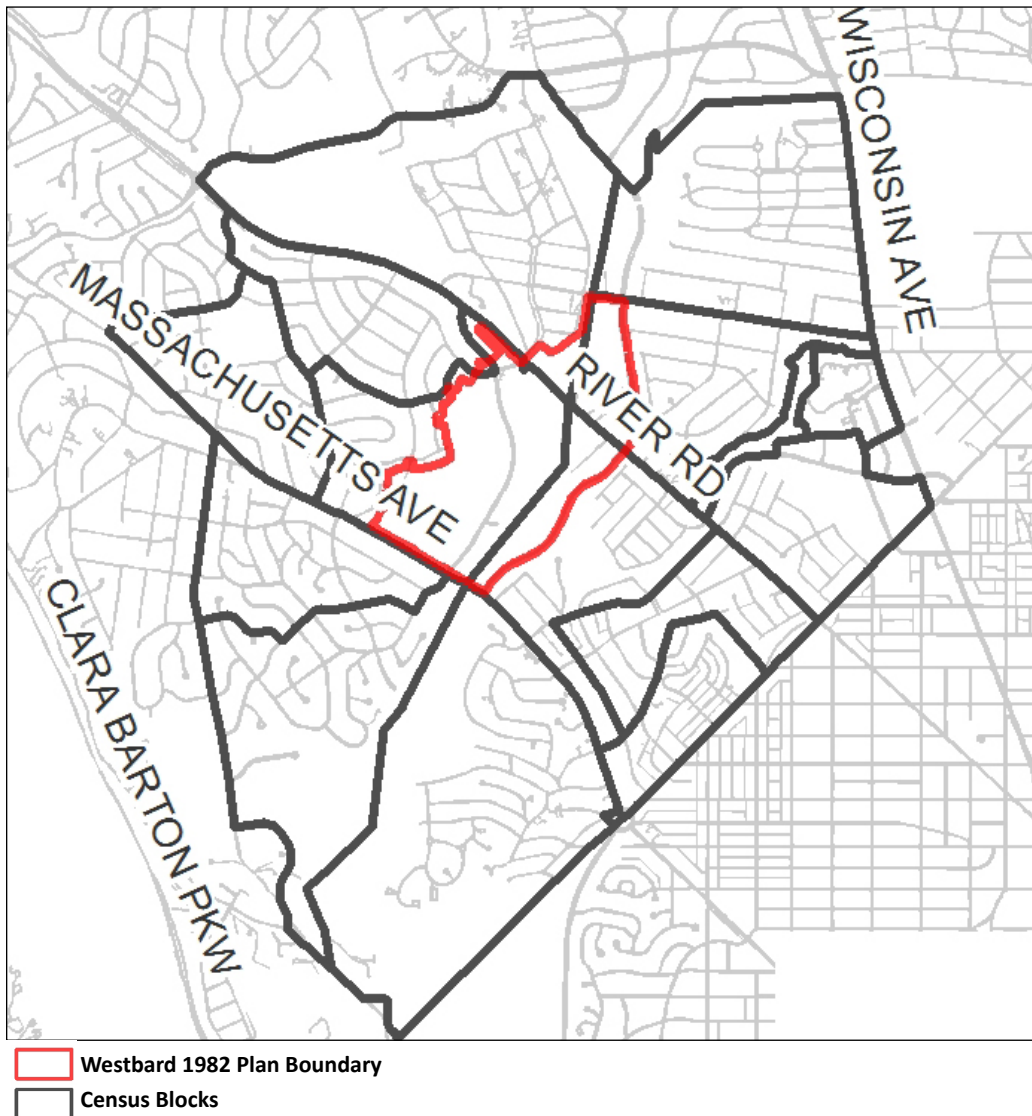 WISCONSIN AVE
MASSACHUSETTS AVE
RIVER RD
CLARA BARTON PKW
Westbard 1982 Plan Boundary
Census Blocks